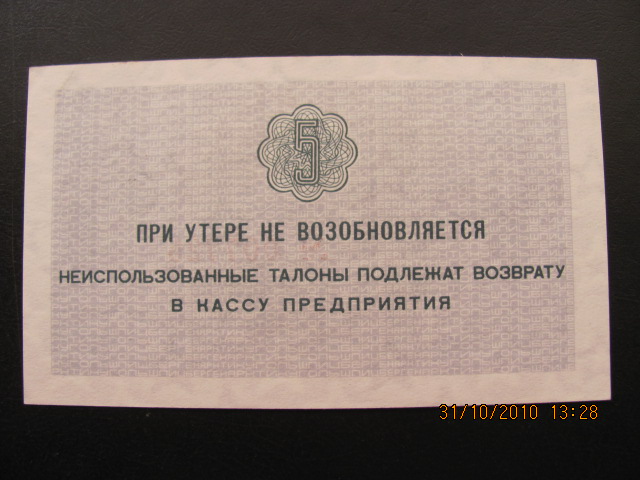 5
ПРИ УТЕРЕ НЕ ВОЗОБНОВЛЯЕТСЯ
НЕИСПОЛЬЗОВАННЫЕ ТАЛОНЫ ПОДЛЕЖАТ ВОЗВРАТУ
В КАССУ ПРЕДПРИЯТИЯ
31/10/2010 13:28